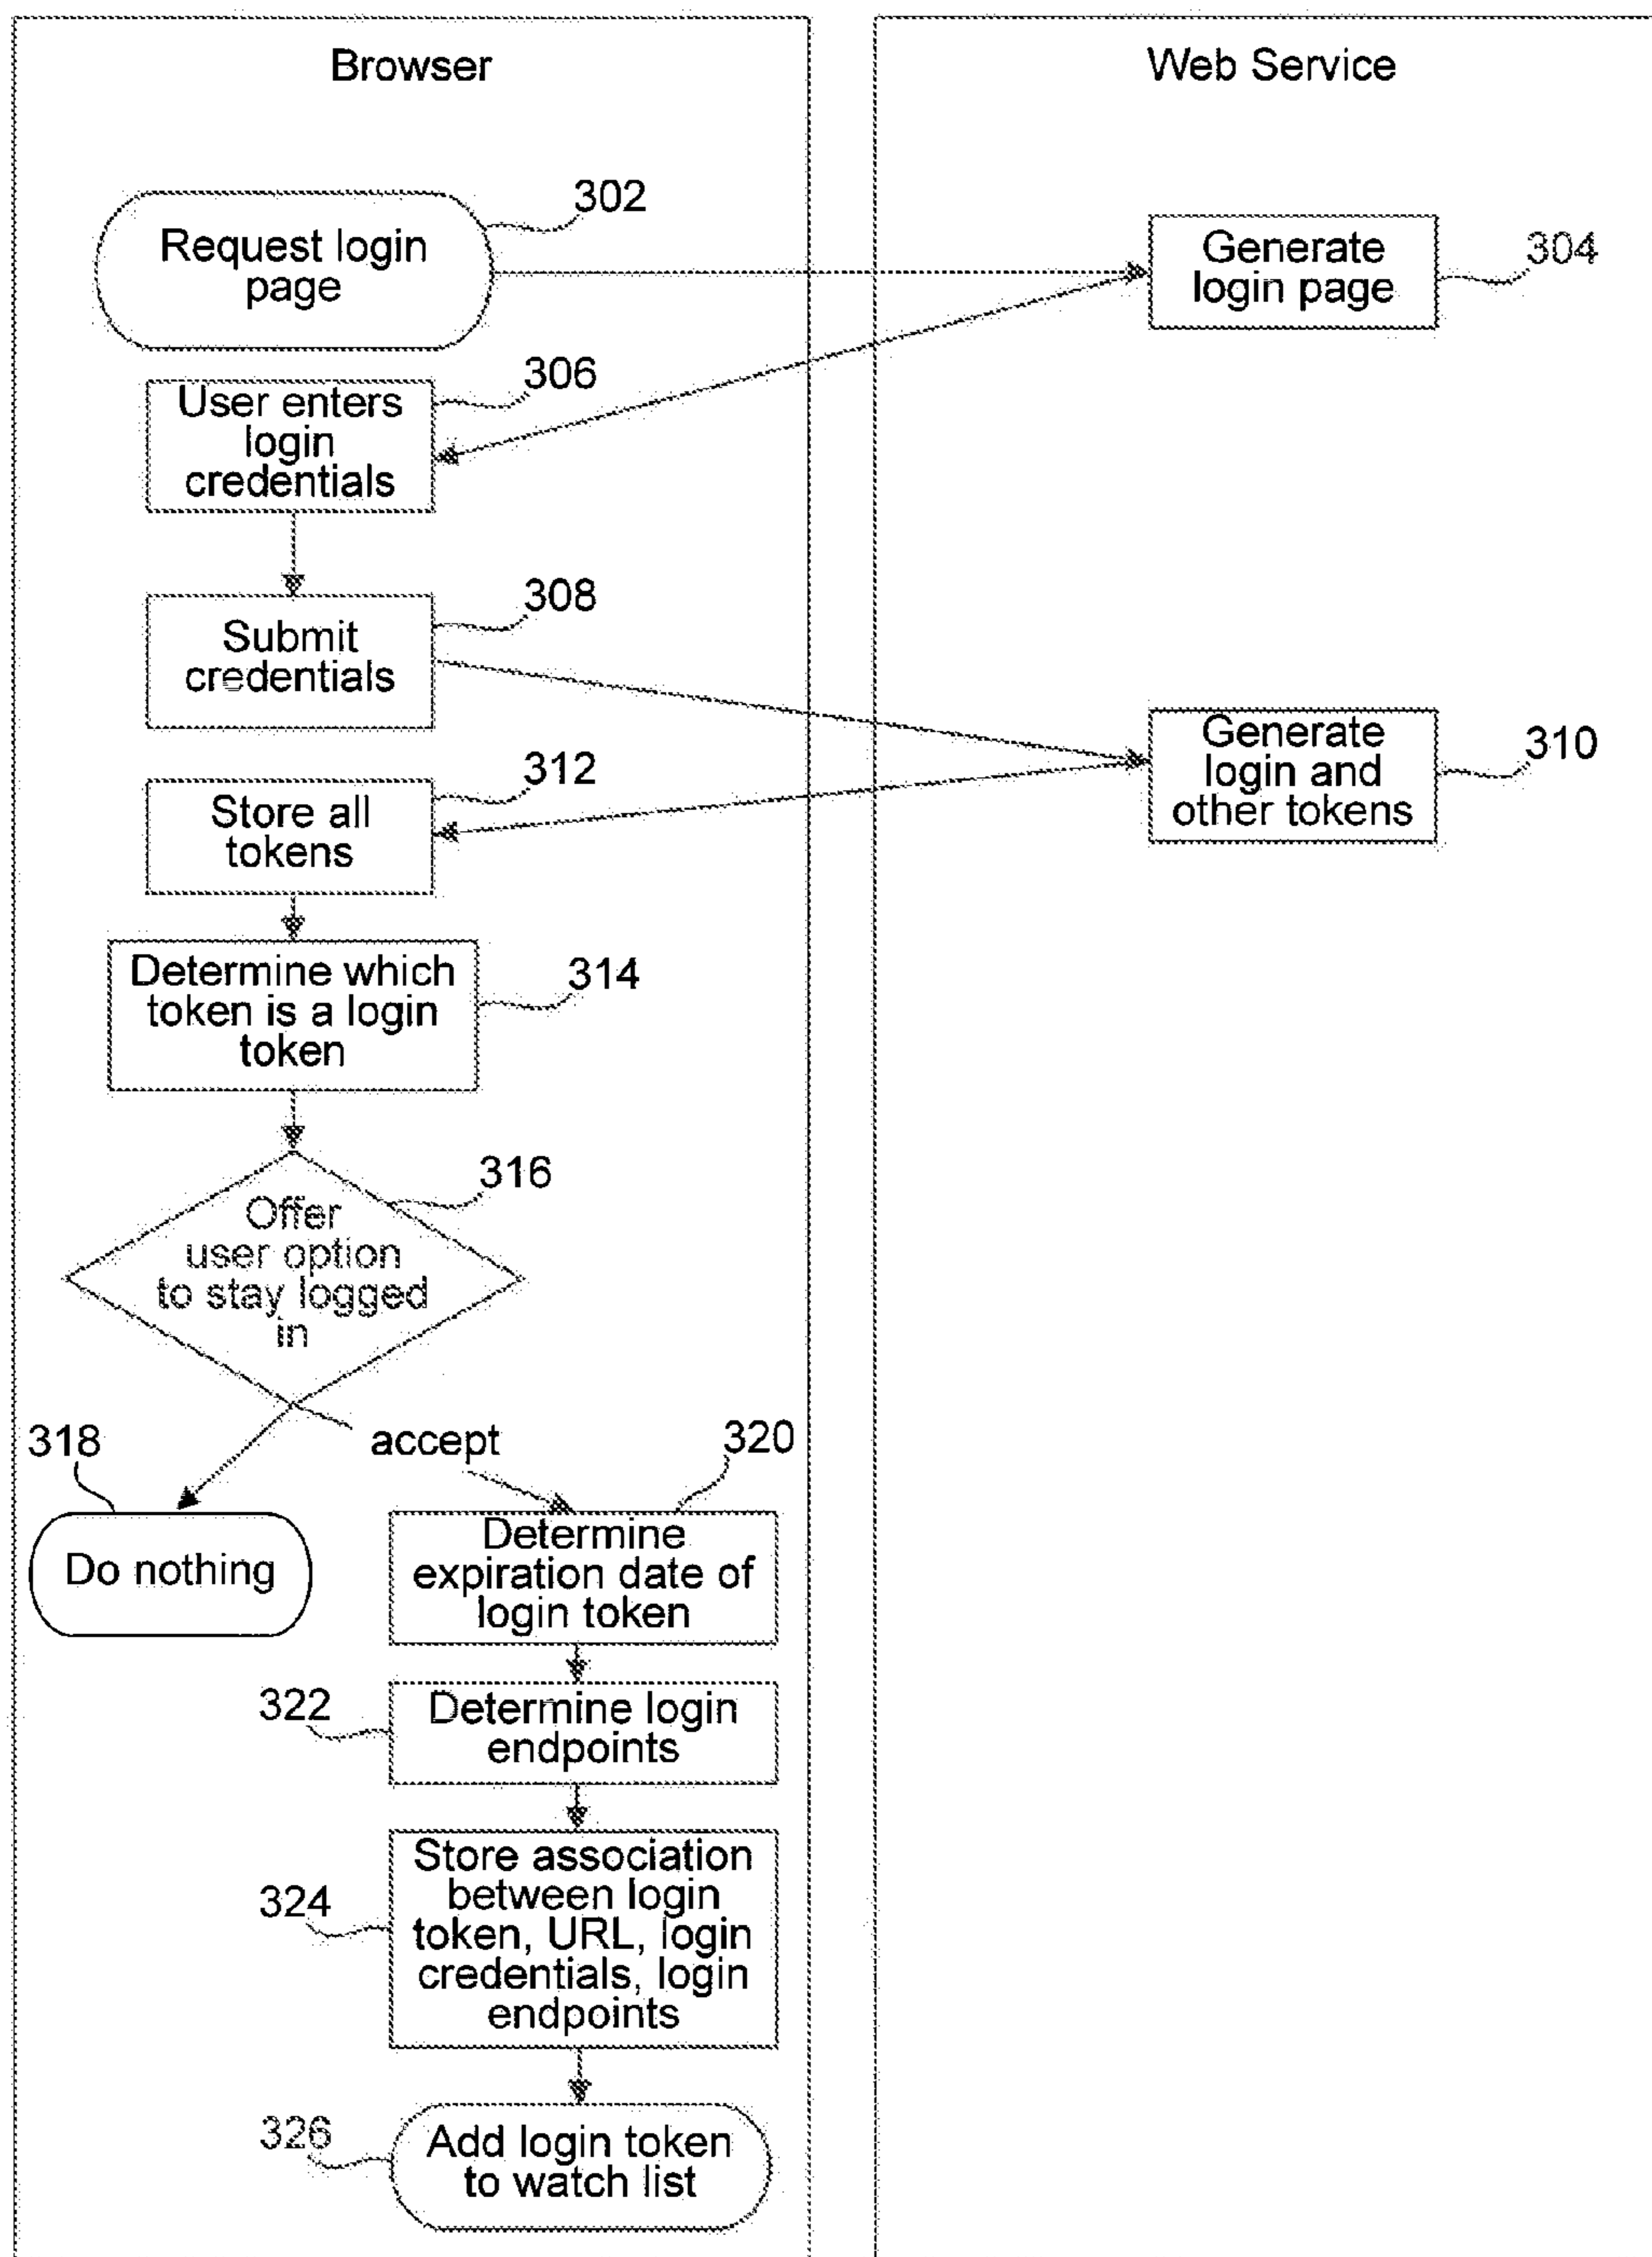 Browser
Web Service
302
Request login
page
Generate
login page
304
306
User enters
login
credentials
308
Submit
credentials
Generate
login and
other tokens
310
312
Store all
tokens
Determine which
token is a login
token
314
316
Offer
user option
to stay logged
in
318
accept
320
Do nothing
Determine
expiration date of
login token
322
Determine login
endpoints
324
Store association
between login
token, URL, login
credentials, login
endpoints
326
Add login token
to watch list